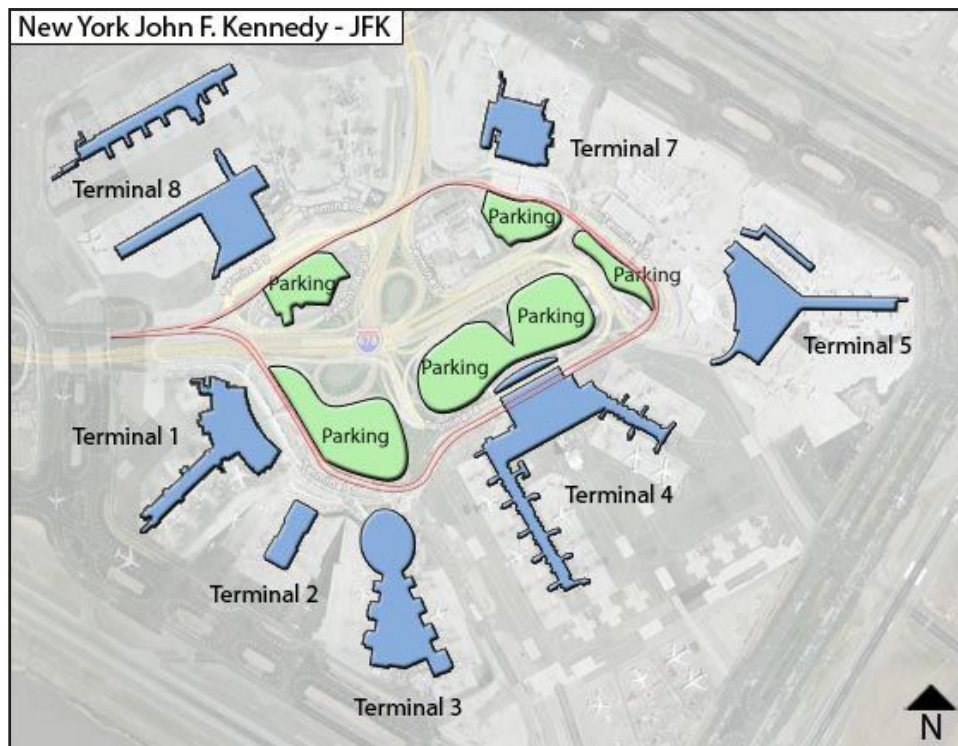 New York John F. Kennedy - JFK
Terminal 7
Terminal 8
Parking
Parking
Parking
Parking
Terminal 5
Parking
Terminal 1
Parking
Terminal 4
Terminal 2
Terminal 3
N